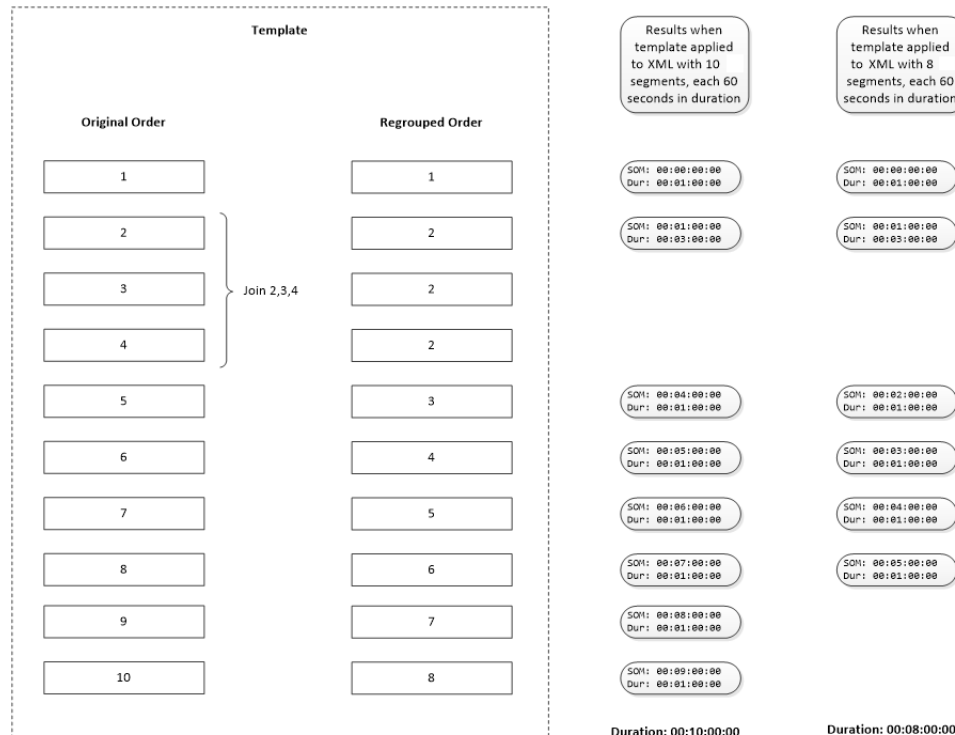 Template
Results when
template applied
to XML with 10
segments, each 60
seconds in duration
Results when
template applied
to XML with 8
segments, each 60
seconds in duration
Original Order
Regrouped Order
1
1
SOM: 00:00:00:00
Dur: 00:01:00:00
SOM: 00:00:00:00
Dur: 00:01:00:00
2
2
SOM: 00:01:00:00
Dur: 00:03:00:00
SOM: 00:01:00:00
Dur: 00:03:00:00
3
Join 2,3,4
2
4
2
5
3
SOM: 00:04:00:00
Dur: 00:01:00:00
SOM: 00:02:00:00
Dur: 00:01:00:00
6
4
SOM: 00:05:00:00
Dur: 00:01:00:00
SOM: 00:03:00:00
Dur: 00:01:00:00
7
5
SOM: 00:06:00:00
Dur: 00:01:00:00
SOM: 00:04:00:00
Dur: 00:01:00:00
8
6
SOM: 00:07:00:00
Dur: 00:01:00:00
SOM: 00:05:00:00
Dur: 00:01:00:00
9
7
SOM: 00:08:00:00
Dur: 00:01:00:00
10
8
SOM: 00:09:00:00
Dur: 00:01:00:00
Duration: 00:10:00:00
Duration: 00:08:00:00